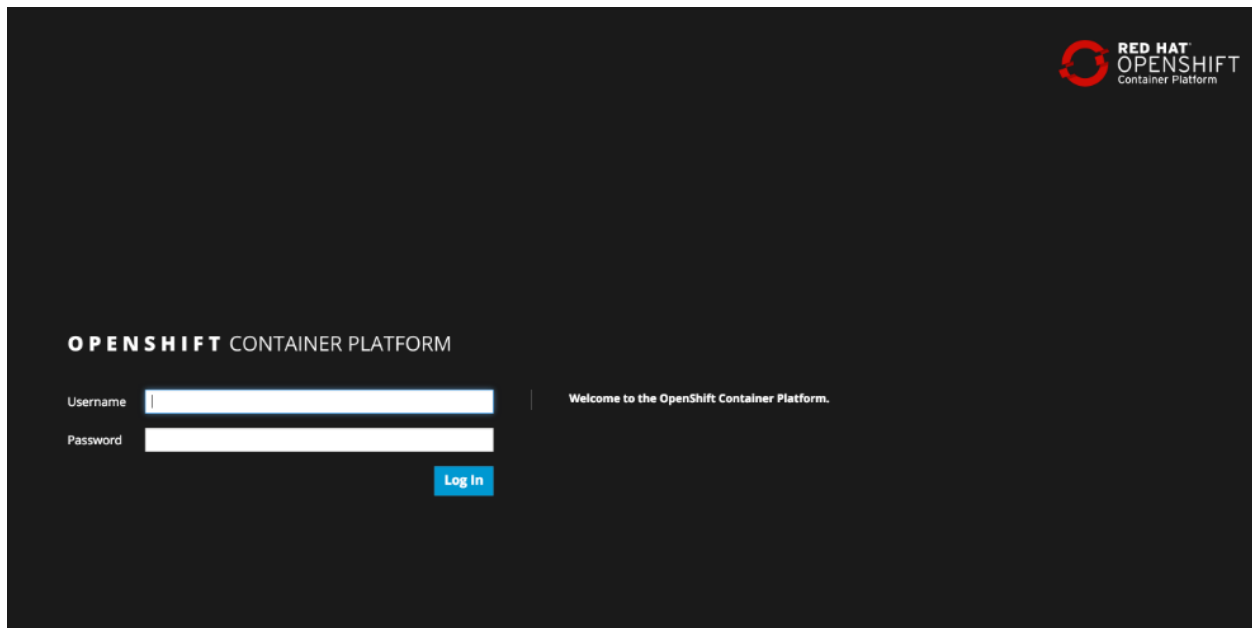 RED HAT
OPENSHIFT
Container Platform
OPENSHIFT CONTAINER PLATFORM
Username
Welcome to the OpenShift Container Platform.
Password
Log In